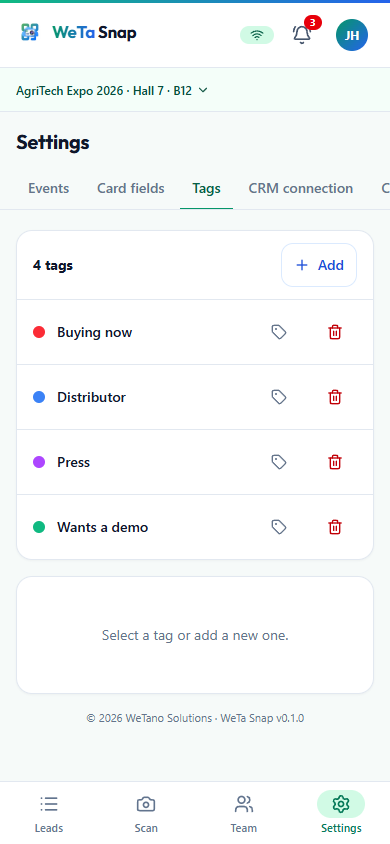 WeTa Snap
3
JH
AgriTech Expo 2026 · Hall 7 · B12
Settings
Events Card fields Tags CRM connection C
4 tags
Add
Buying now
Distributor
Press
Wants a demo
Select a tag or add a new one.
© 2026 WeTano Solutions · WeTa Snap v0.1.0
Leads Scan Team Settings